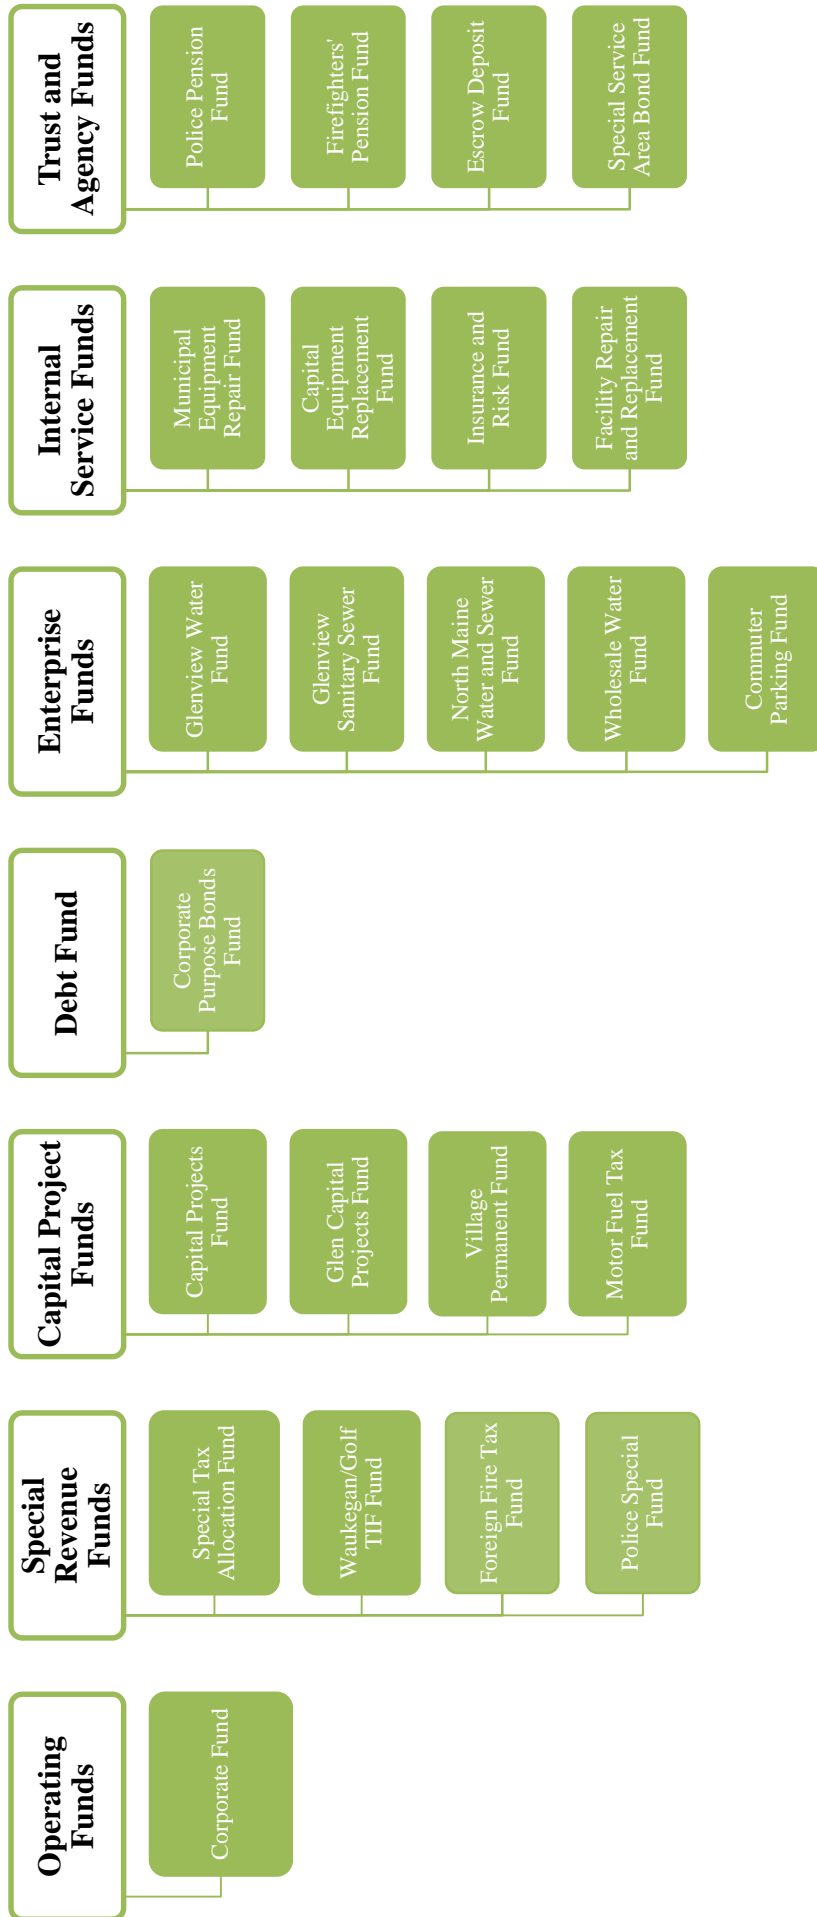 Operating
Funds
Corporate Fund
Special
Revenue
Funds
Special Tax
Allocation Fund
Waukegan/Golf
TIF Fund
Foreign Fire Tax
Fund
Police Special
Fund
Capital Project
Funds
Capital Projects
Fund
Glen Capital
Projects Fund
Village
Permanent Fund
Motor Fuel Tax
Fund
Debt Fund
Corporate
Purpose Bonds
Fund
Enterprise
Funds
Glenview Water
Fund
Glenview
Sanitary Sewer
Fund
North Maine
Water and Sewer
Fund
Wholesale Water
Fund
Commuter
Parking Fund
Internal
Service Funds
Municipal
Equipment
Repair Fund
Capital
Equipment
Replacement
Fund
Insurance and
Risk Fund
Facility Repair
and Replacement
Fund
Trust and
Agency Funds
Police Pension
Fund
Firefighters'
Pension Fund
Escrow Deposit
Fund
Special Service
Area Bond Fund